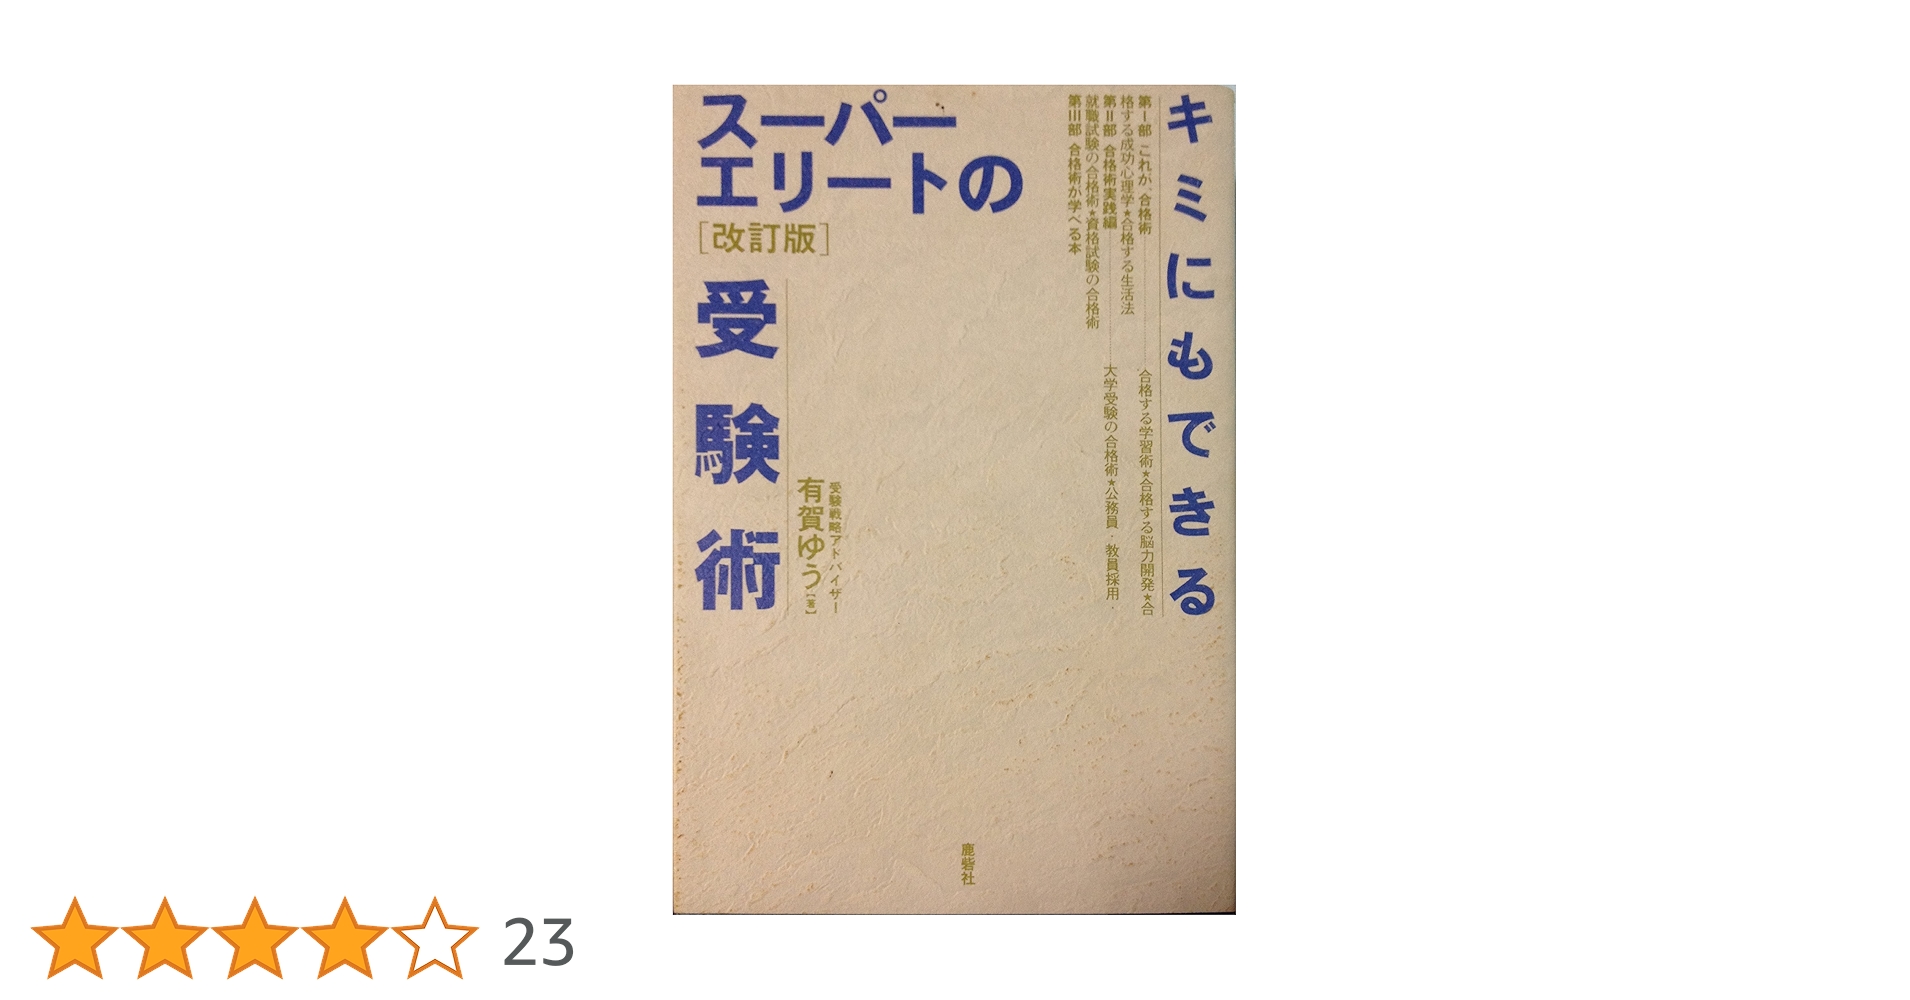 キミにもできる
スーパー
エリートの
[改訂版]
受験術
第Ⅰ部 これが、合格術 合格する学習術★合格する脳力開発★合
格する成功心理学★合格する生活法
第Ⅱ部 合格術実践編 大学受験の合格術★公務員・教員採用・
就職試験の合格術★資格試験の合格術
第Ⅲ部 合格術が学べる本
受験戦略アドバイザー
有賀ゆう[著]
鹿砦社
23